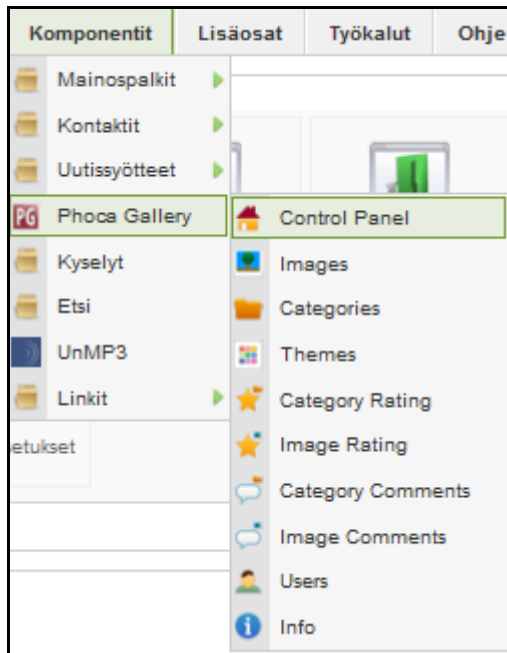 Komponentit Lisäosat Työkalut Ohje
Mainospalkit
Kontaktit
Uutissyötteet
PG Phoca Gallery
Kyselyt
Etsi
UnMP3
Linkit
etukset
Control Panel
Images
Categories
Themes
Category Rating
Image Rating
Category Comments
Image Comments
Users
Info